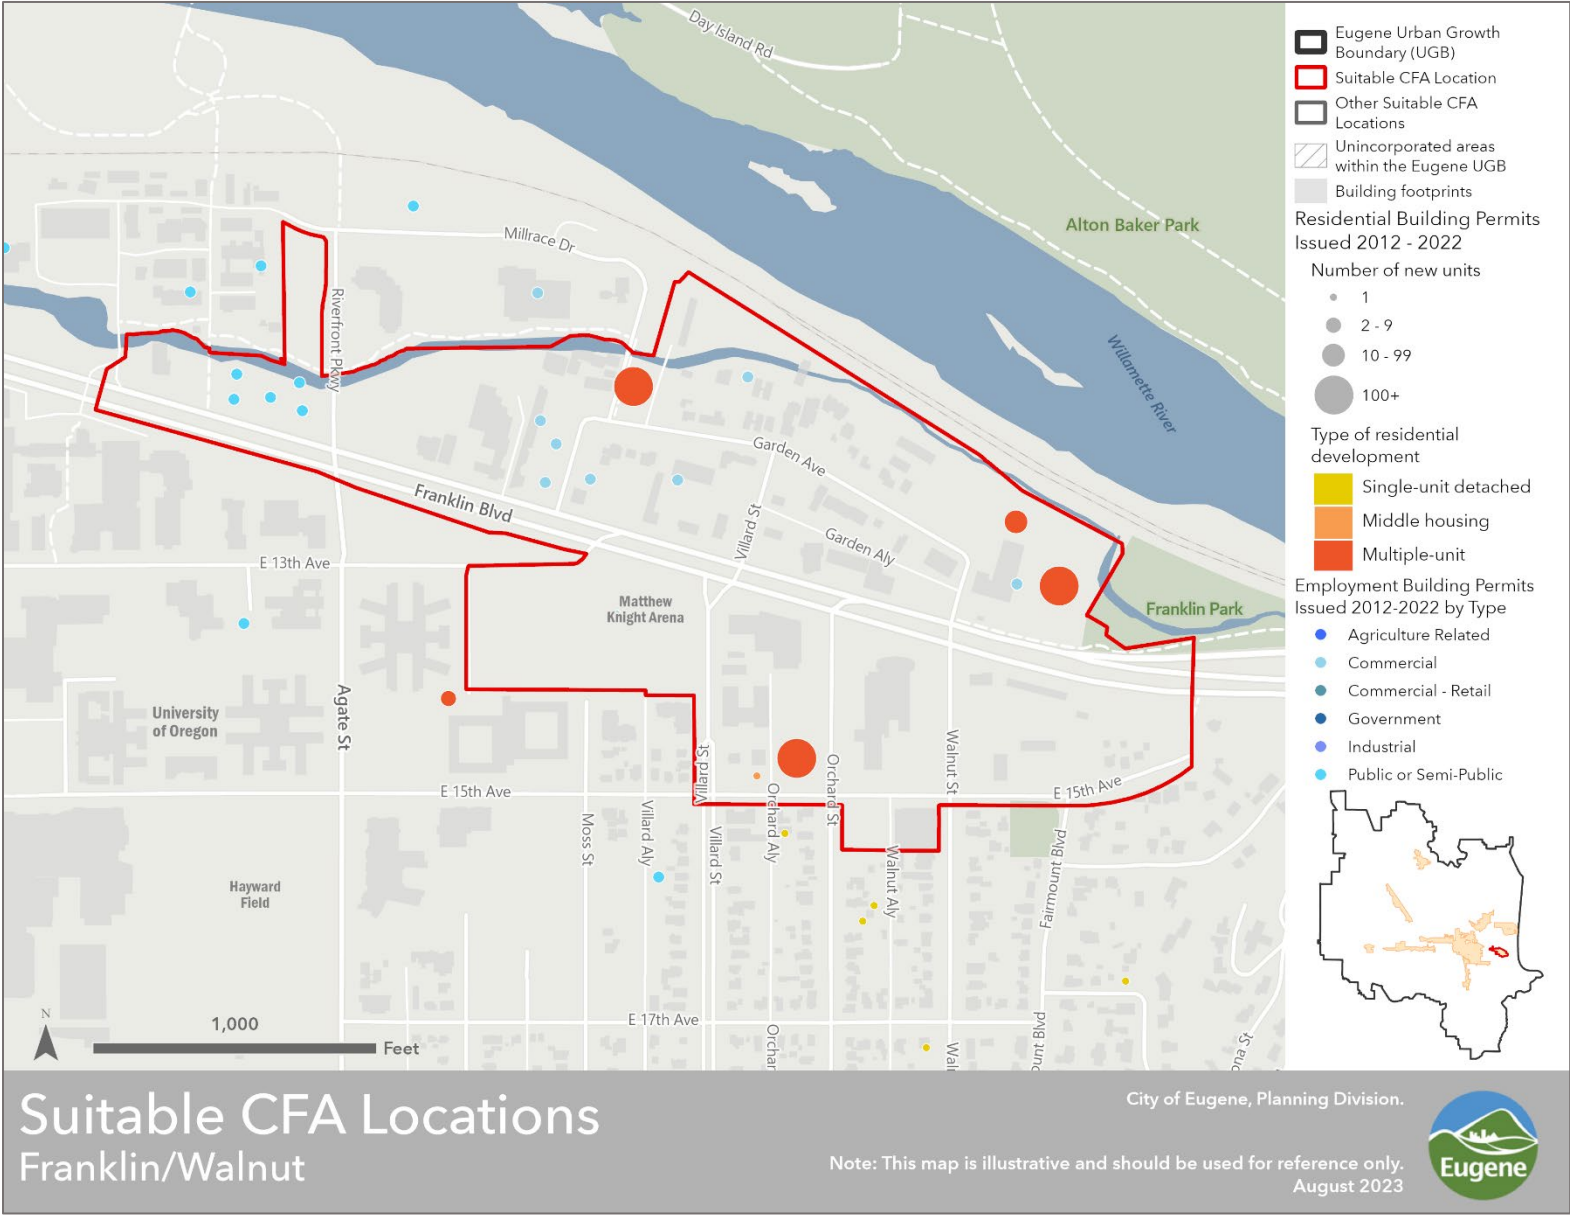 Day Island Rd
Alton Baker Park
Millrace Dr
Riverfront Pkwy
Willamette River
Garden Ave
Franklin Blvd
Villard St
Garden Aly
E 13th Ave
Matthew
Knight Arena
Franklin Park
University
of Oregon
Agate St
Villard St
Orchard St
Walnut St
E 15th Ave
E 15th Ave
Moss St
Villard Aly
Villard St
Orchard Aly
Walnut Aly
Fairmount Blvd
Hayward
Field
E 17th Ave
Orchar
Waln
ount Blvd
ona St
N
1,000
Feet
Eugene Urban Growth
Boundary (UGB)
Suitable CFA Location
Other Suitable CFA
Locations
Unincorporated areas
within the Eugene UGB
Building footprints
Residential Building Permits
Issued 2012 - 2022
Number of new units
1
2 - 9
10 - 99
100+
Type of residential
development
Single-unit detached
Middle housing
Multiple-unit
Employment Building Permits
Issued 2012-2022 by Type
Agriculture Related
Commercial
Commercial - Retail
Government
Industrial
Public or Semi-Public
Suitable CFA Locations
Franklin/Walnut
City of Eugene, Planning Division.
Note: This map is illustrative and should be used for reference only.
August 2023
Eugene